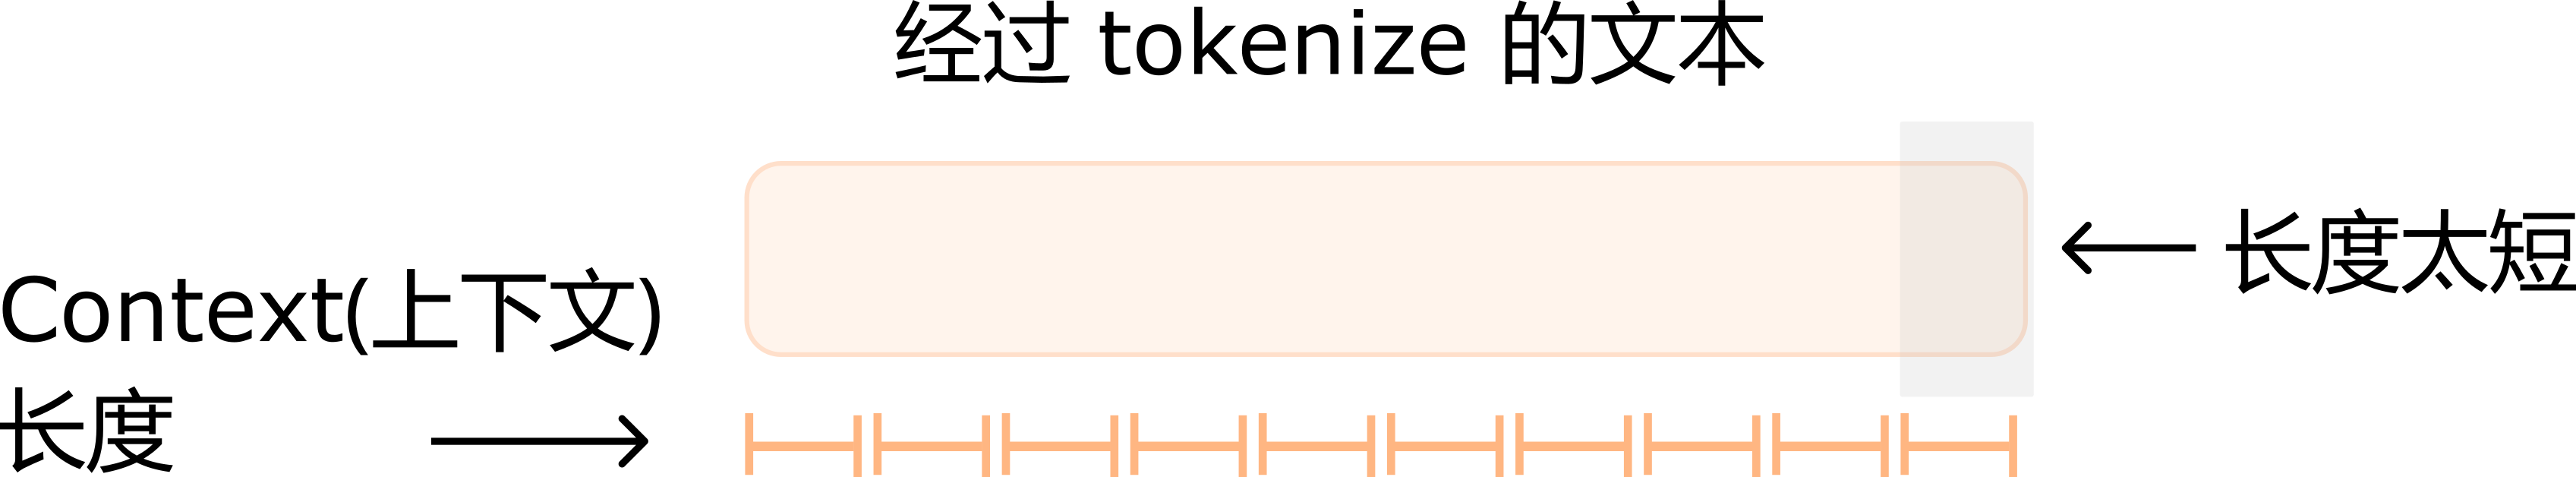 经过 tokenize 的文本
长度太短
Context(上下文)
长度